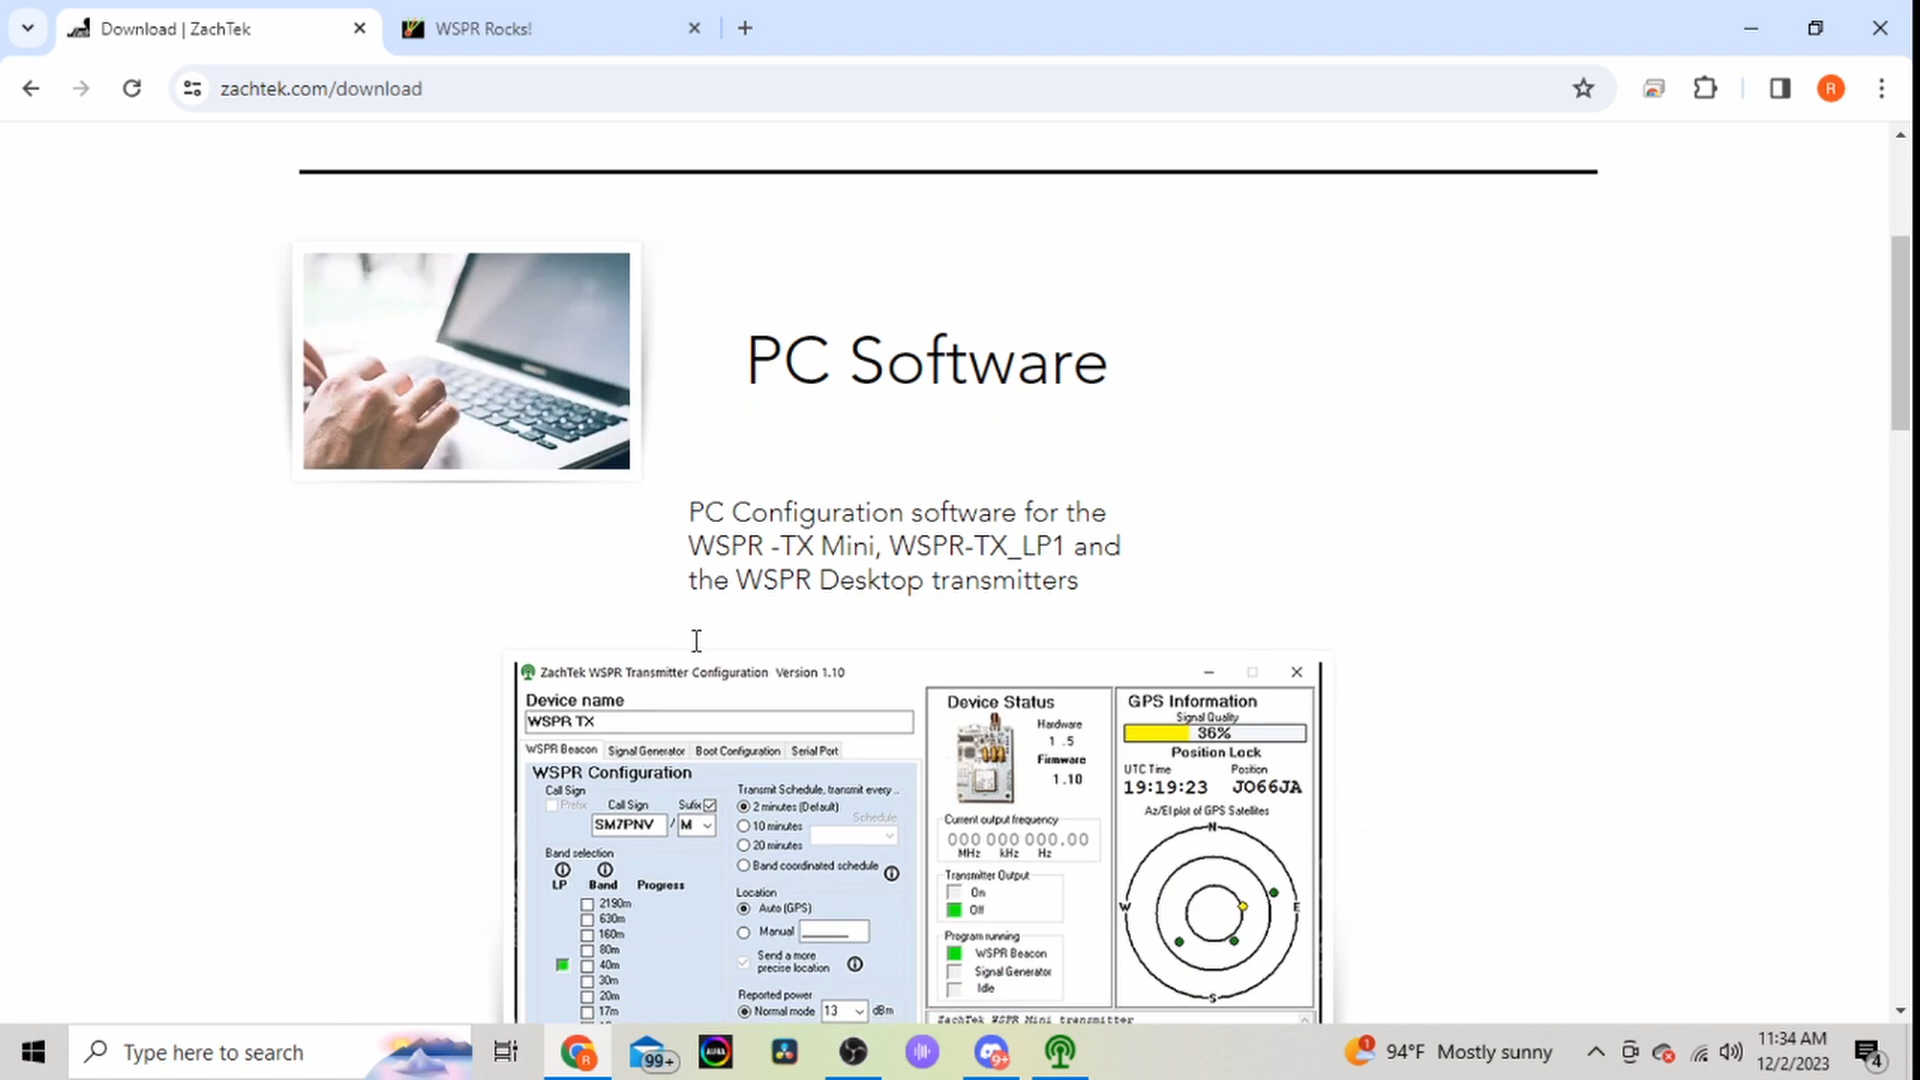 Download | ZachTek
WSPR Rocks!
zachtek.com/download
R
PC Software
PC Configuration software for the
WSPR -TX Mini, WSPR-TX_LP1 and
the WSPR Desktop transmitters
ZachTek WSPR Transmitter Configuration Version 1.10
Device name
WSPR TX
WSPR Beacon Signal Generator Boot Configuration Serial Port
WSPR Configuration
Call Sign
Prefix Call Sign Sufix
SM7PNV / M
Band selection
LP Band Progress
2190m
630m
160m
80m
40m
30m
20m
17m
Transmit Schedule, transmit every ..
2 minutes (Default)
Schedule
10 minutes
20 minutes
Band coordinated schedule
Location
Auto (GPS)
Manual
Send a more
precise location
Reported power
Normal mode 13 dBm
Device Status
Hardware
1 .5
Firmware
1.10
Current output frequency
000 000 000.00
MHz kHz Hz
Transmitter Output
On
Off
Program running
WSPR Beacon
Signal Generator
Idle
ZachTek WSPR Mini transmitter
GPS Information
Signal Quality
36%
Position Lock
UTC Time Position
19:19:23 JO66JA
Az/El plot of GPS Satellites
N
W E
S
Type here to search
R
99+
AURA
9+
1
94°F Mostly sunny
11:34 AM
12/2/2023
4